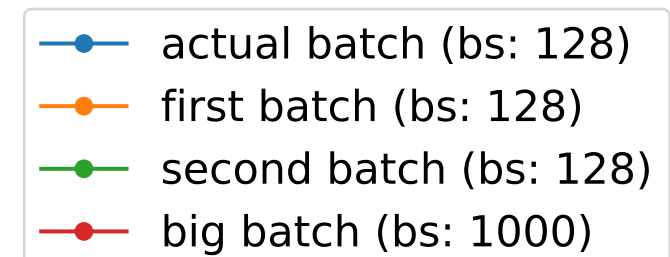 actual batch (bs: 128)
first batch (bs: 128)
second batch (bs: 128)
big batch (bs: 1000)